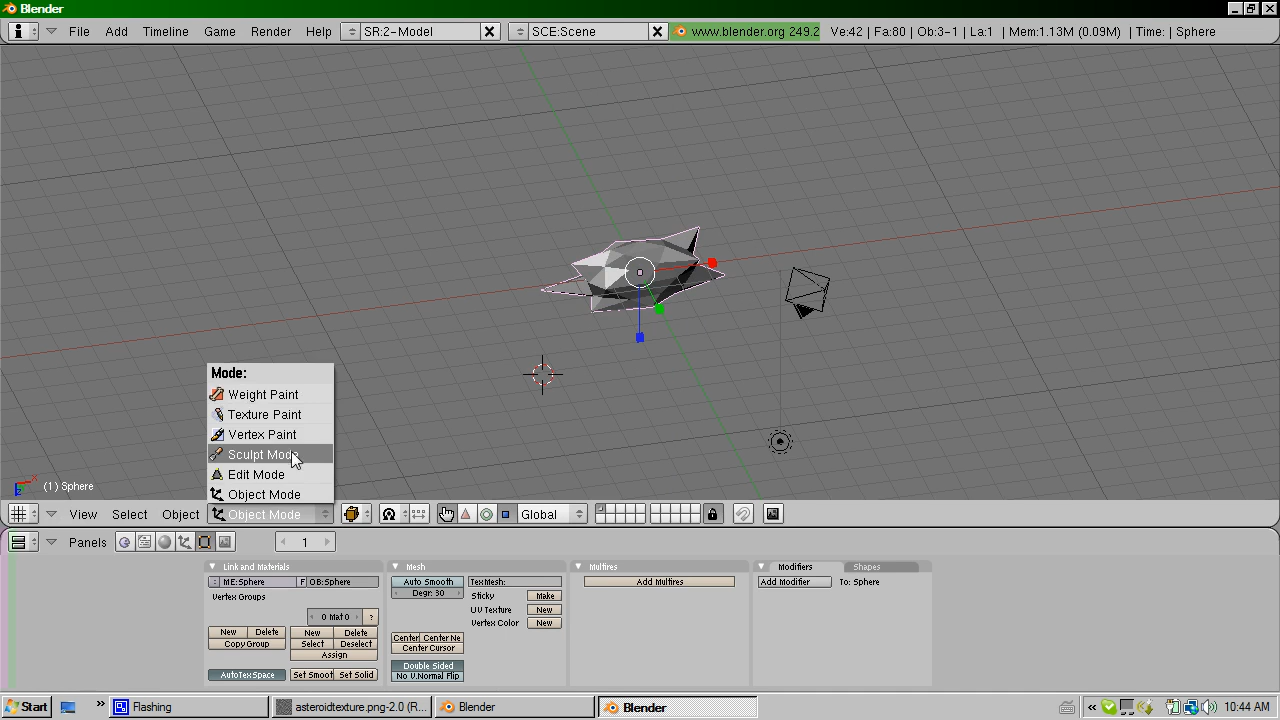 Blender
File Add Timeline Game Render Help SR:2-Model SCE:Scene www.blender.org 249.2 Ve:42 | Fa:80 | Ob:3-1 | La:1 | Mem:1.13M (0.09M) | Time: | Sphere
Mode:
Weight Paint
Texture Paint
Vertex Paint
Sculpt Mode
Edit Mode
Object Mode
(1) Sphere
View Select Object Object Mode Global
Panels 1
Link and Materials Mesh Multires Modifiers Shapes
ME:Sphere F OB:Sphere Auto Smooth TexMesh: Add Multires Add Modifier To: Sphere
Degr: 30
Vertex Groups Sticky Make
UV Texture New
0 Mat 0 ? Vertex Color New
New Delete New Delete
Center Center Ne
Copy Group Select Deselect Center Cursor
Assign
Double Sided
AutoTexSpace Set Smoot Set Solid No V.Normal Flip
Start » Flashing asteroidtexture.png-2.0 (R... Blender Blender « 10:44 AM